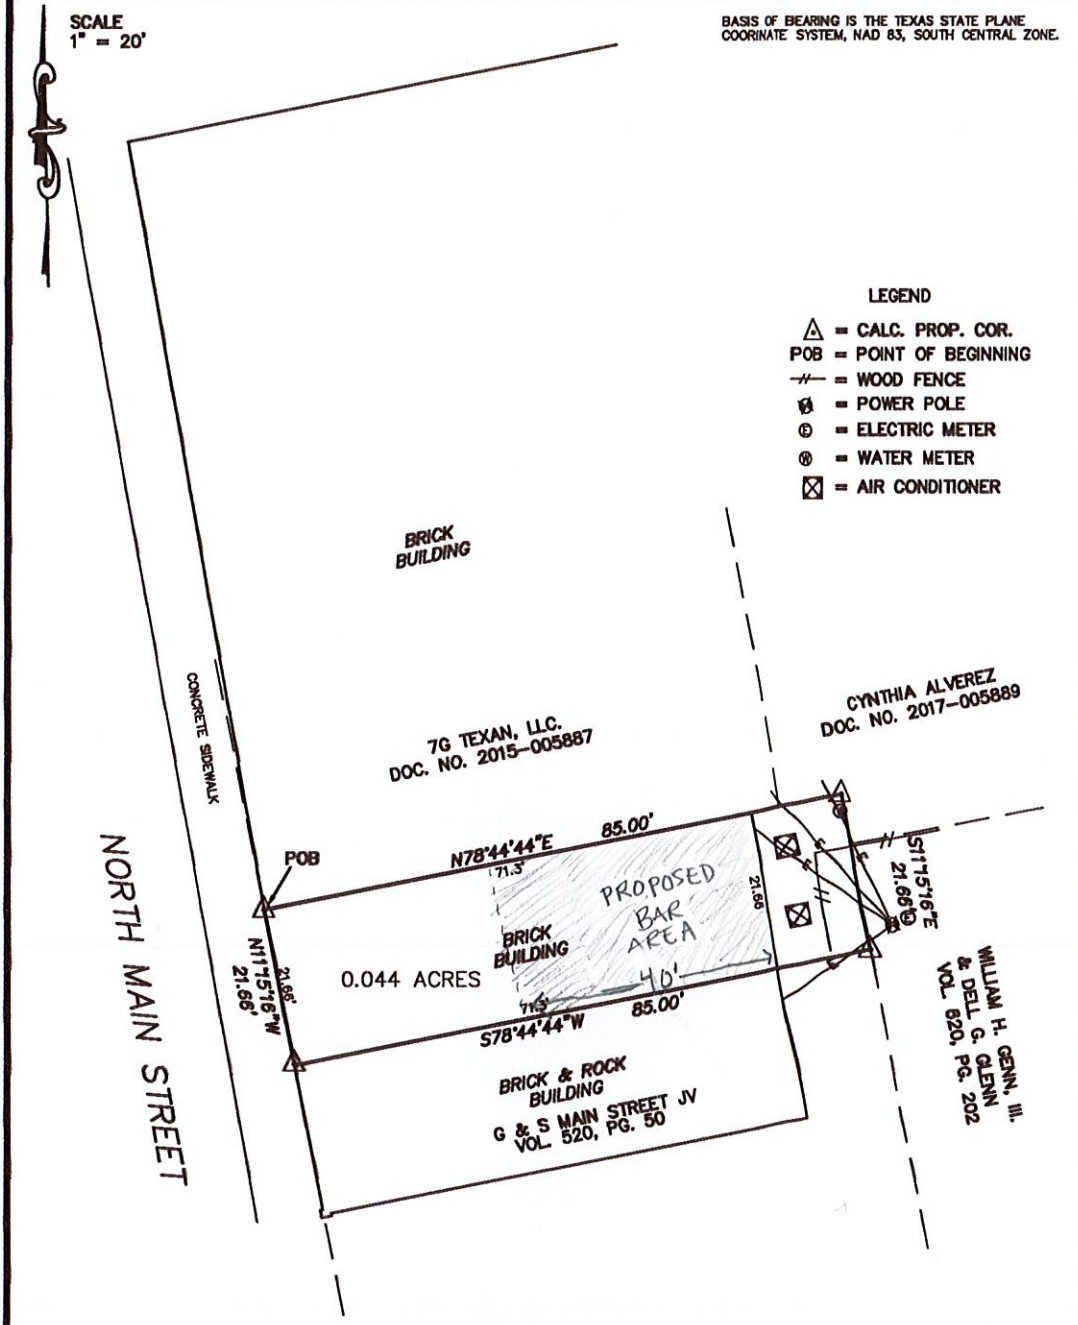 SCALE
1" = 20'
BASIS OF BEARING IS THE TEXAS STATE PLANE
COORINATE SYSTEM, NAD 83, SOUTH CENTRAL ZONE.
LEGEND
= CALC. PROP. COR.
POB = POINT OF BEGINNING
= WOOD FENCE
= POWER POLE
E = ELECTRIC METER
W = WATER METER
= AIR CONDITIONER
BRICK
BUILDING
CONCRETE SIDEWALK
7G TEXAN, LLC.
DOC. NO. 2015-005887
CYNTHIA ALVEREZ
DOC. NO. 2017-005889
NORTH MAIN STREET
POB
N78°44'44"E 85.00'
71.3'
PROPOSED
BAR
AREA
40'
21.66
BRICK
BUILDING
0.044 ACRES
N11°15'16"W
21.66'
21.66'
71.3'
S78°44'44"W 85.00'
S11°15'16"E
21.66'
E
E
E
BRICK & ROCK
BUILDING
G & S MAIN STREET JV
VOL. 520, PG. 50
WILLIAM H. GENN, III.
& DELL G. GLENN
VOL. 620, PG. 202